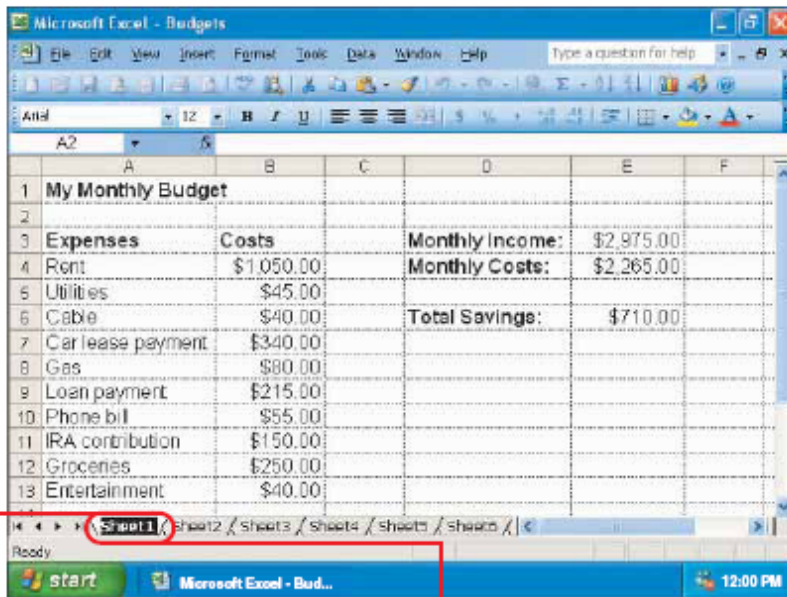 Microsoft Excel - Budgets
File Edit View Insert Format Tools Data Window Help Type a question for help
Arial 12 B I U $ % ,
A2 fx
A B C D E F
1 My Monthly Budget
2
3 Expenses Costs Monthly Income: $2,975.00
4 Rent $1,050.00 Monthly Costs: $2,265.00
5 Utilities $45.00
6 Cable $40.00 Total Savings: $710.00
7 Car lease payment $340.00
8 Gas $80.00
9 Loan payment $215.00
10 Phone bill $55.00
11 IRA contribution $150.00
12 Groceries $250.00
13 Entertainment $40.00
Sheet1 / Sheet2 / Sheet3 / Sheet4 / Sheet5 / Sheet6 /
Ready
start Microsoft Excel - Bud... 12:00 PM